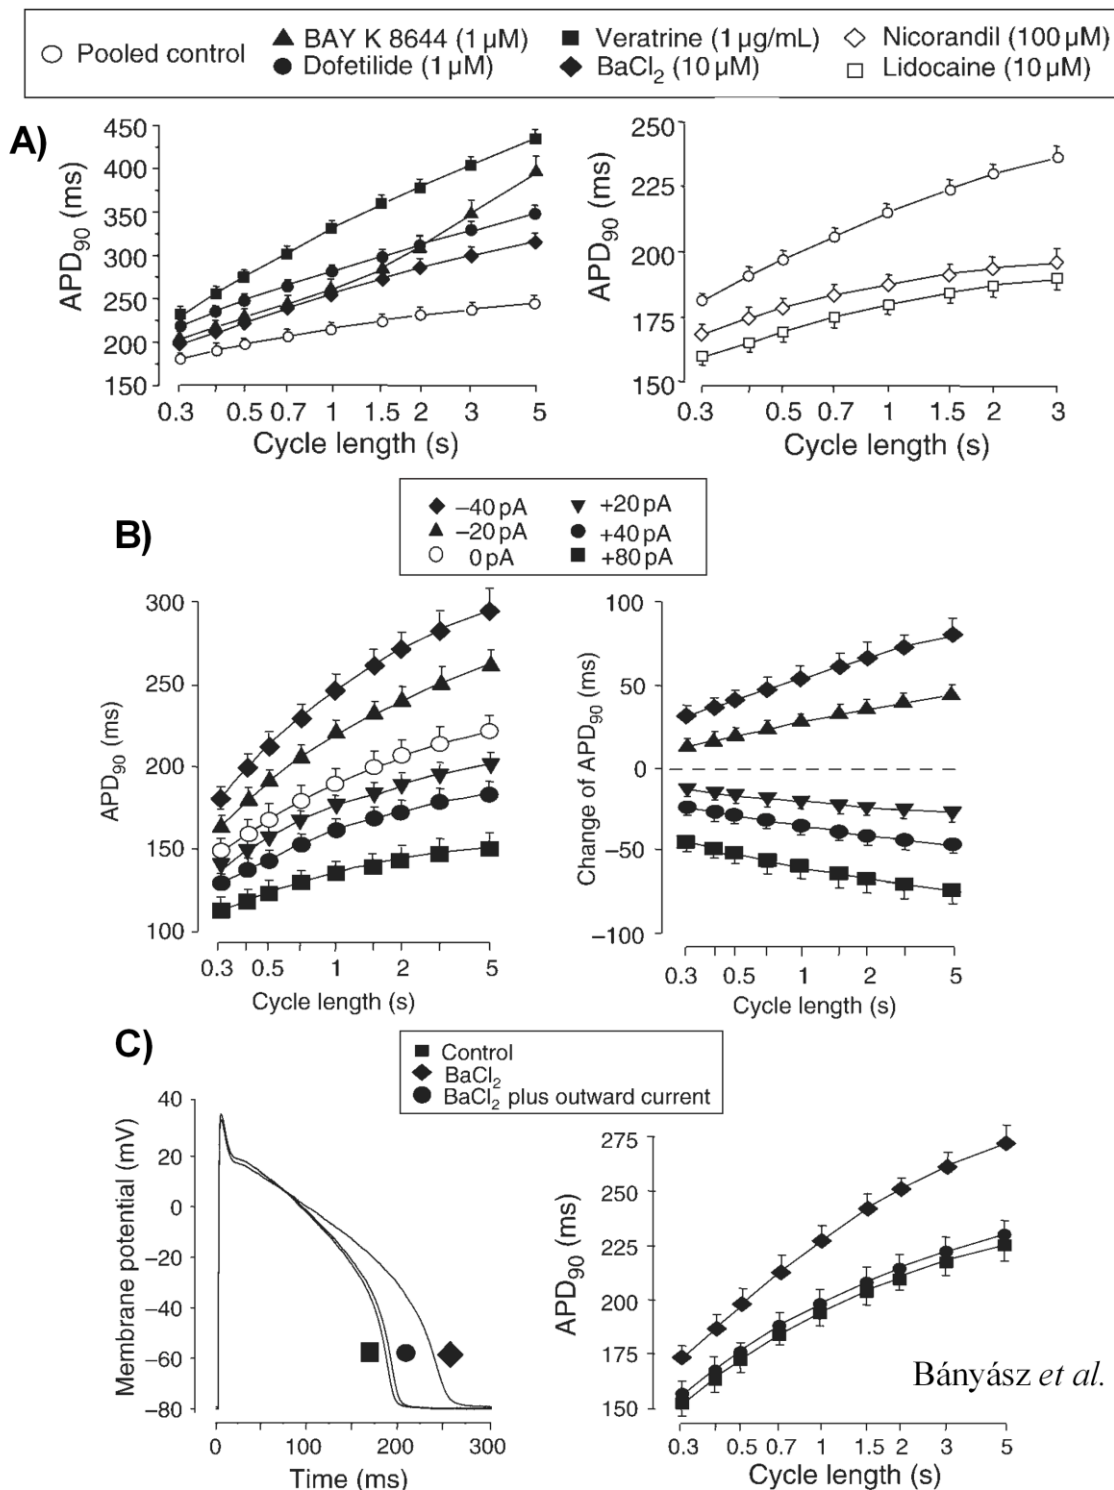 Pooled control
BAY K 8644 (1 µM)
Veratrine (1 µg/mL)
Nicorandil (100 µM)
Dofetilide (1 µM)
BaCl₂ (10 µM)
Lidocaine (10 µM)
A)
APD₉₀ (ms)
450
400
350
300
250
200
150
0.3 0.5 0.7 1 1.5 2 3 5
Cycle length (s)
APD₉₀ (ms)
250
225
200
175
150
0.3 0.5 0.7 1 1.5 2 3
Cycle length (s)
B)
−40 pA
+20 pA
−20 pA
+40 pA
0 pA
+80 pA
APD₉₀ (ms)
300
250
200
150
100
0.3 0.5 1 2 5
Cycle length (s)
Change of APD₉₀ (ms)
100
50
0
−50
−100
0.3 0.5 1 2 5
Cycle length (s)
C)
Control
BaCl₂
BaCl₂ plus outward current
Membrane potential (mV)
40
20
0
−20
−40
−60
−80
0 100 200 300
Time (ms)
APD₉₀ (ms)
275
250
225
200
175
150
0.3 0.5 0.7 1 1.5 2 3 5
Cycle length (s)
Bányász et al.